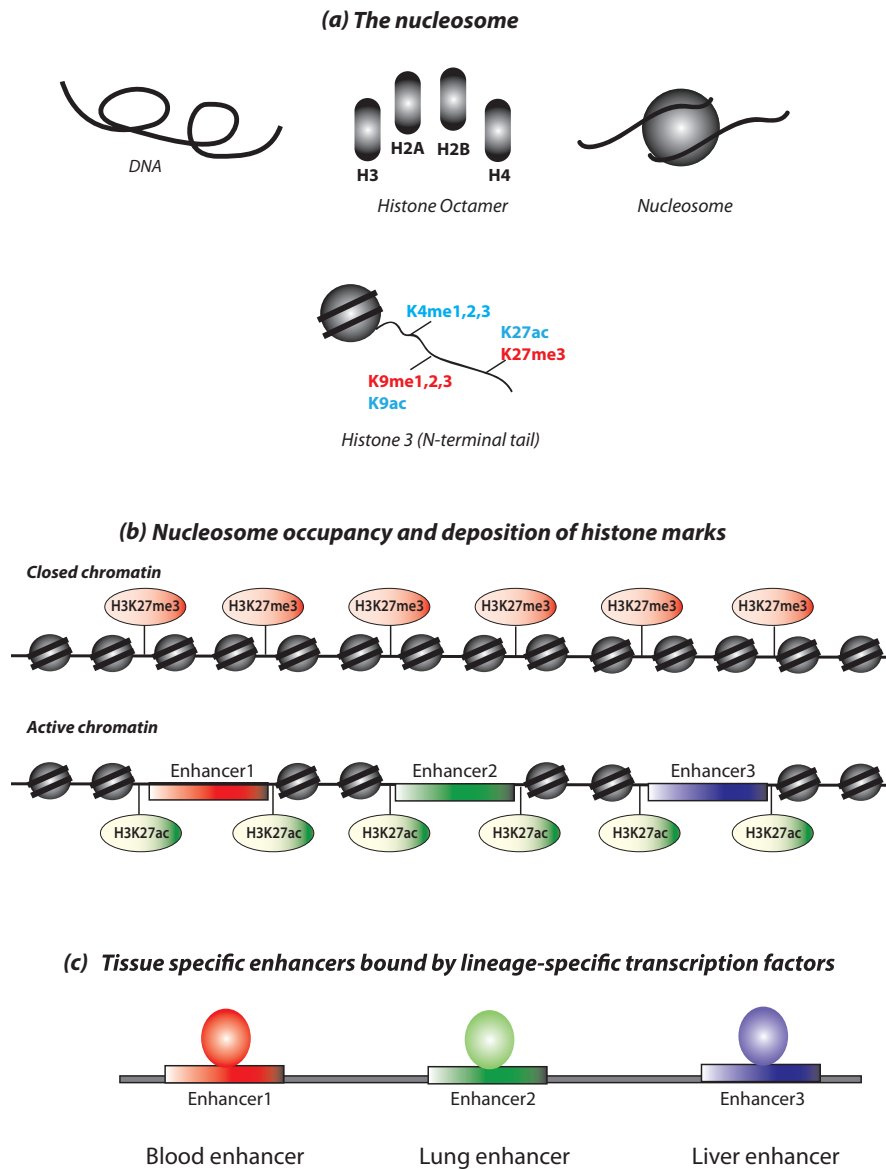 (a) The nucleosome
DNA
H3
H2A
H2B
H4
Histone Octamer
Nucleosome
K4me1,2,3
K27ac
K27me3
K9me1,2,3
K9ac
Histone 3 (N-terminal tail)
(b) Nucleosome occupancy and deposition of histone marks
Closed chromatin
H3K27me3 H3K27me3 H3K27me3 H3K27me3 H3K27me3 H3K27me3
Active chromatin
Enhancer1 Enhancer2 Enhancer3
H3K27ac H3K27ac H3K27ac H3K27ac H3K27ac H3K27ac
(c) Tissue specific enhancers bound by lineage-specific transcription factors
Enhancer1 Enhancer2 Enhancer3
Blood enhancer Lung enhancer Liver enhancer